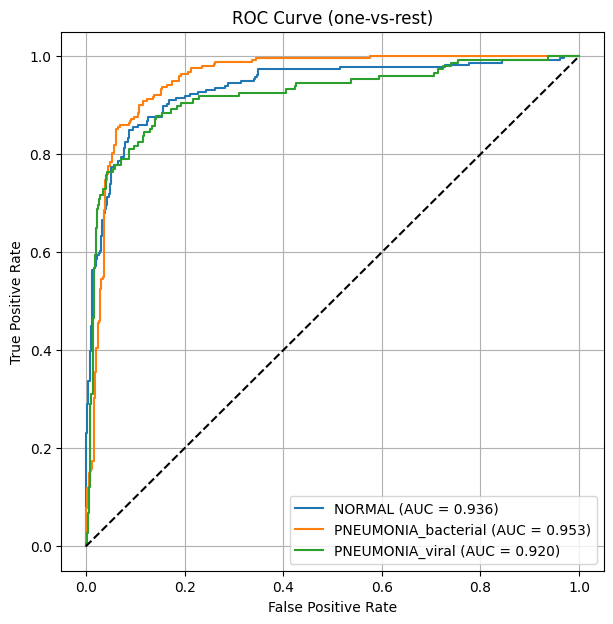 ROC Curve (one-vs-rest)
True Positive Rate
1.0
0.8
0.6
0.4
0.2
0.0
NORMAL (AUC = 0.936)
PNEUMONIA_bacterial (AUC = 0.953)
PNEUMONIA_viral (AUC = 0.920)
0.0 0.2 0.4 0.6 0.8 1.0
False Positive Rate